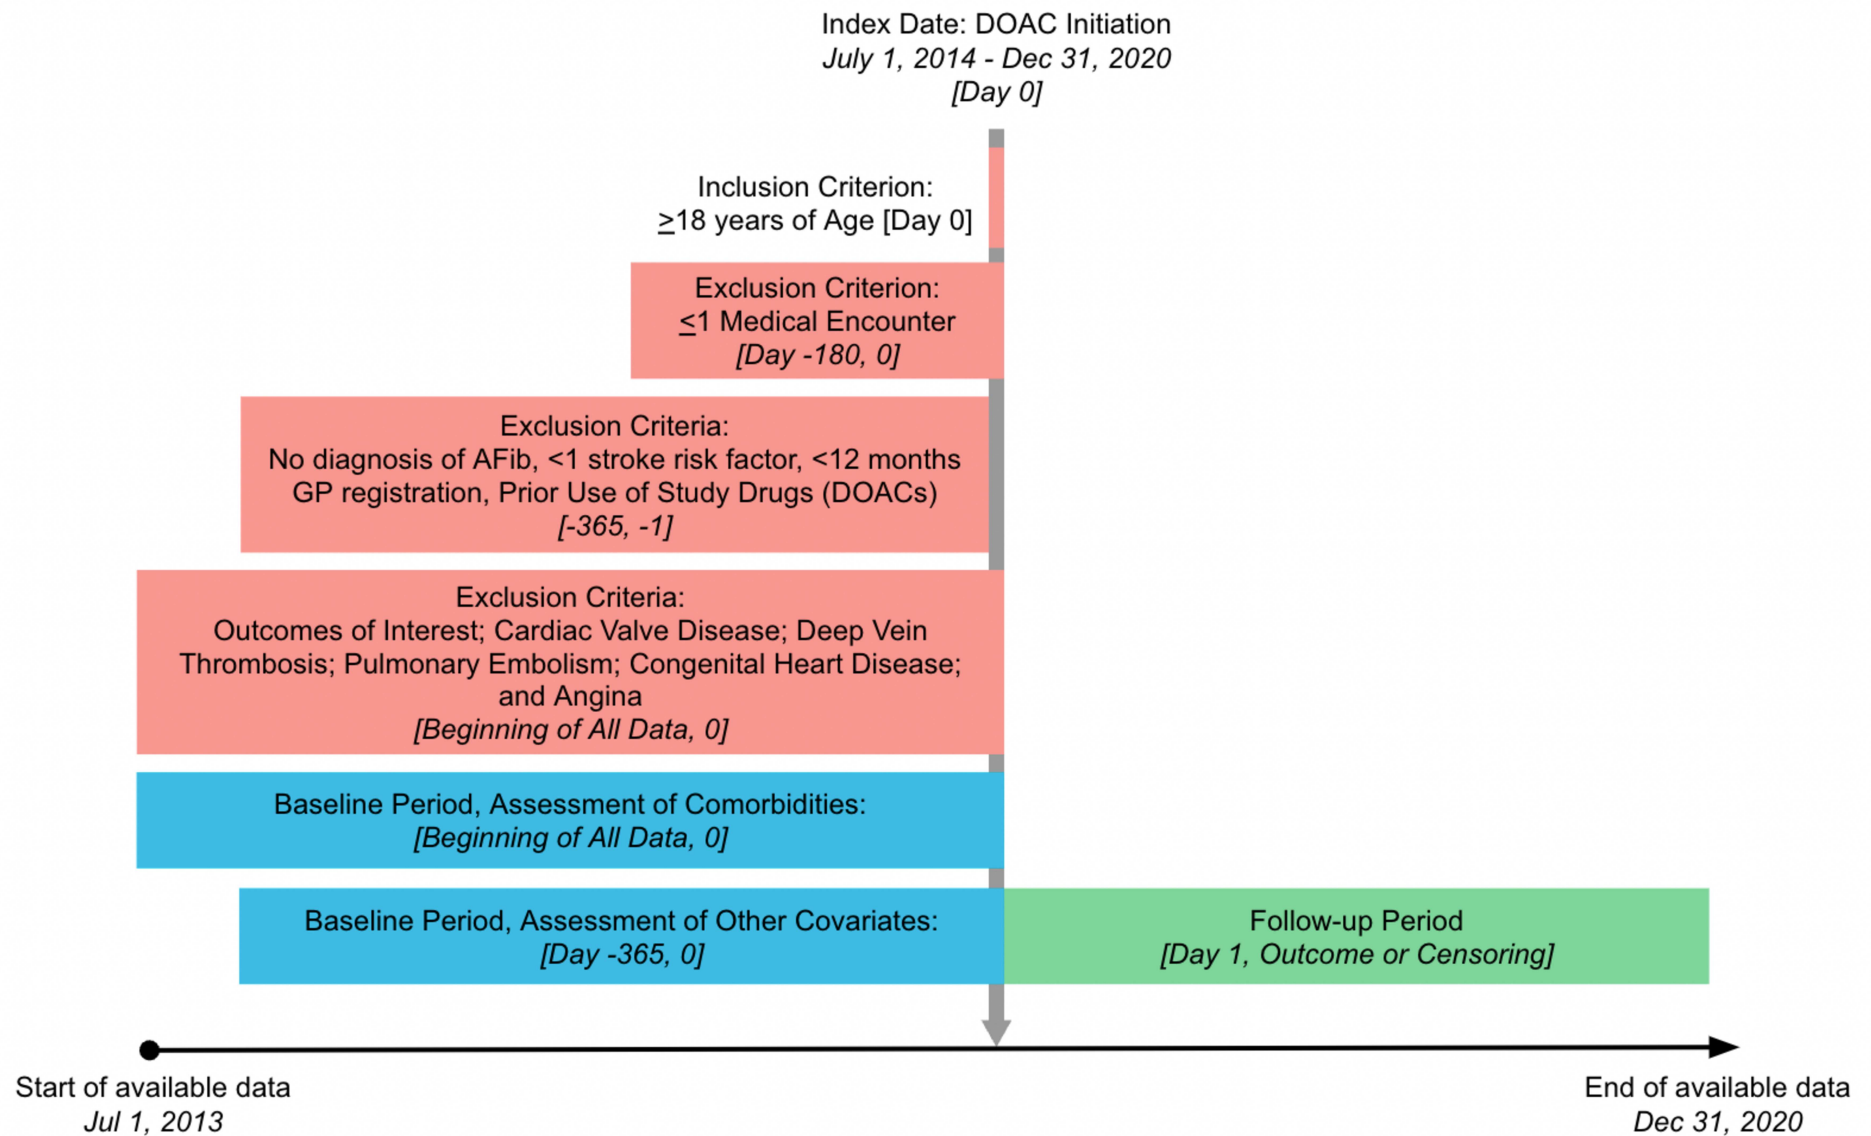 Index Date: DOAC Initiation
July 1, 2014 - Dec 31, 2020
[Day 0]
Inclusion Criterion:
≥18 years of Age [Day 0]
Exclusion Criterion:
≤1 Medical Encounter
[Day -180, 0]
Exclusion Criteria:
No diagnosis of AFib, <1 stroke risk factor, <12 months
GP registration, Prior Use of Study Drugs (DOACs)
[-365, -1]
Exclusion Criteria:
Outcomes of Interest; Cardiac Valve Disease; Deep Vein
Thrombosis; Pulmonary Embolism; Congenital Heart Disease;
and Angina
[Beginning of All Data, 0]
Baseline Period, Assessment of Comorbidities:
[Beginning of All Data, 0]
Baseline Period, Assessment of Other Covariates:
[Day -365, 0]
Follow-up Period
[Day 1, Outcome or Censoring]
Start of available data
Jul 1, 2013
End of available data
Dec 31, 2020